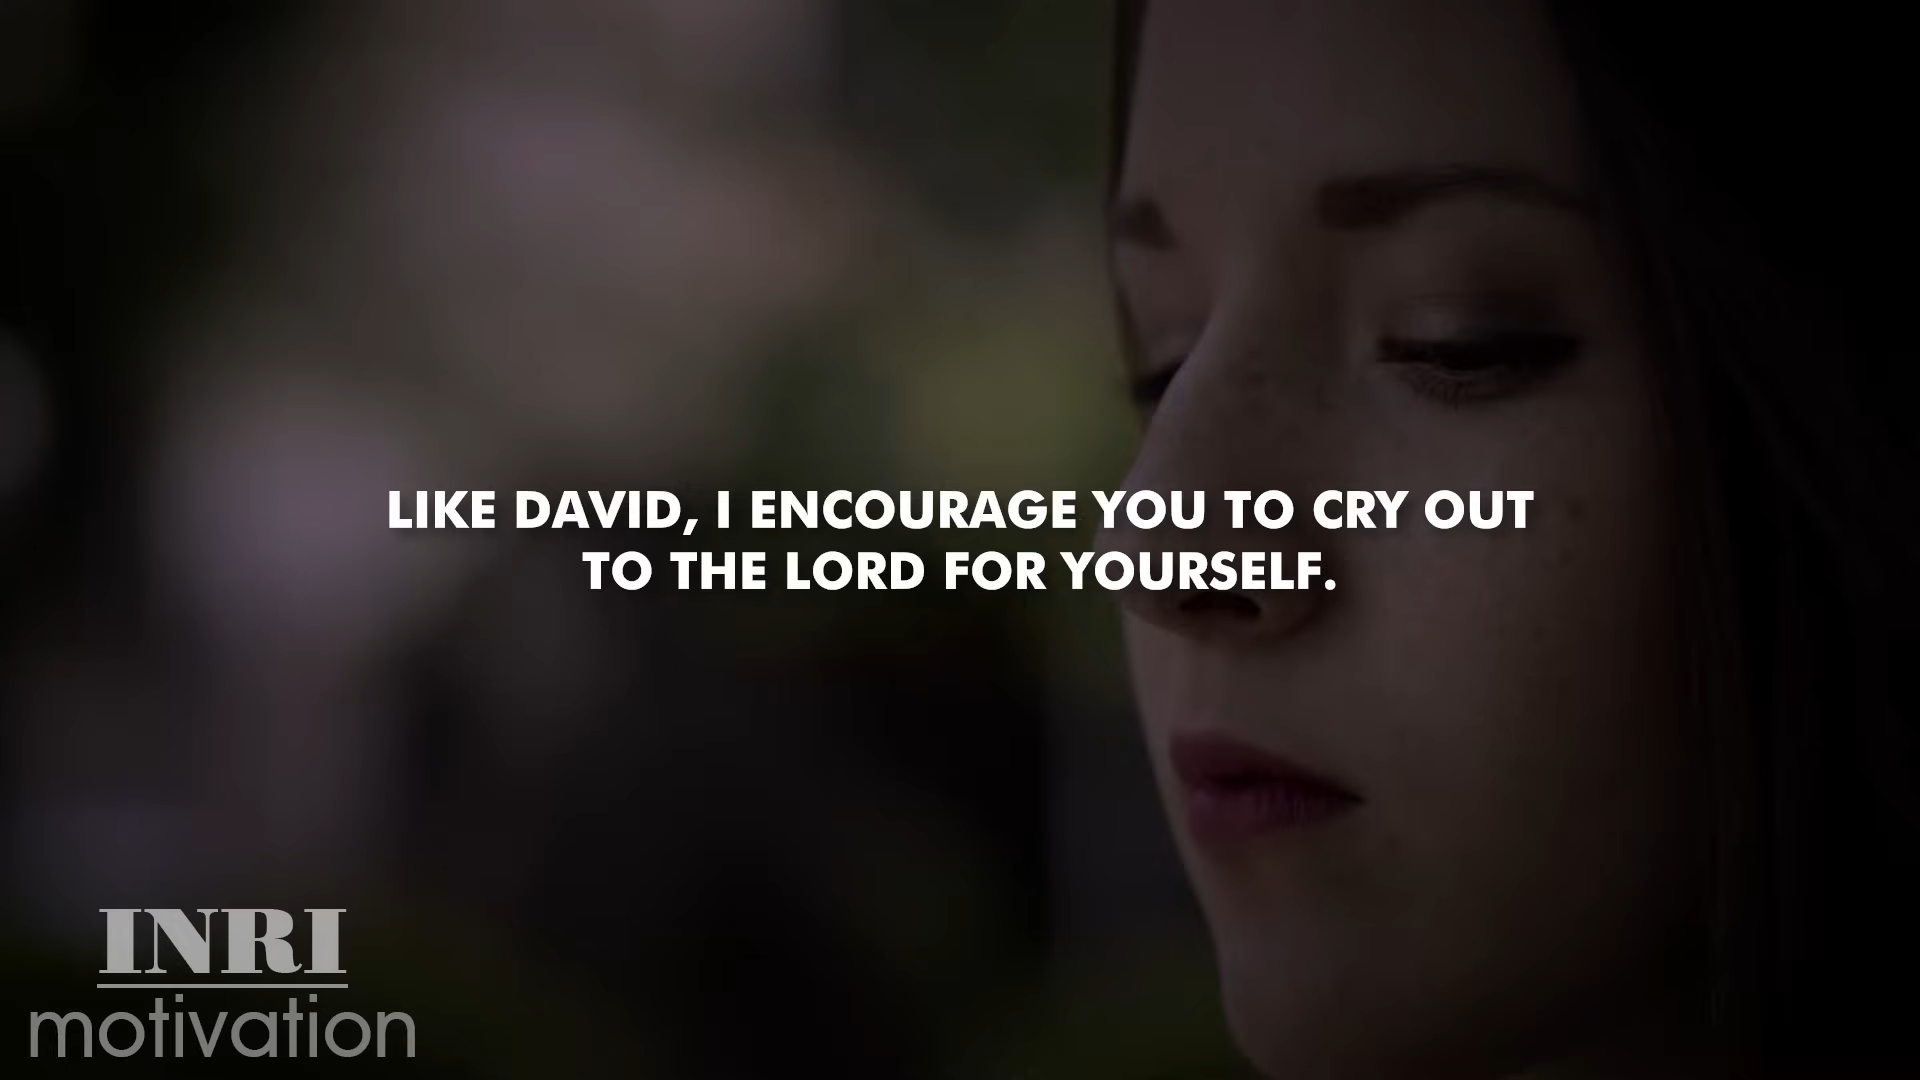 LIKE DAVID, I ENCOURAGE YOU TO CRY OUT
TO THE LORD FOR YOURSELF.
INRI
motivation